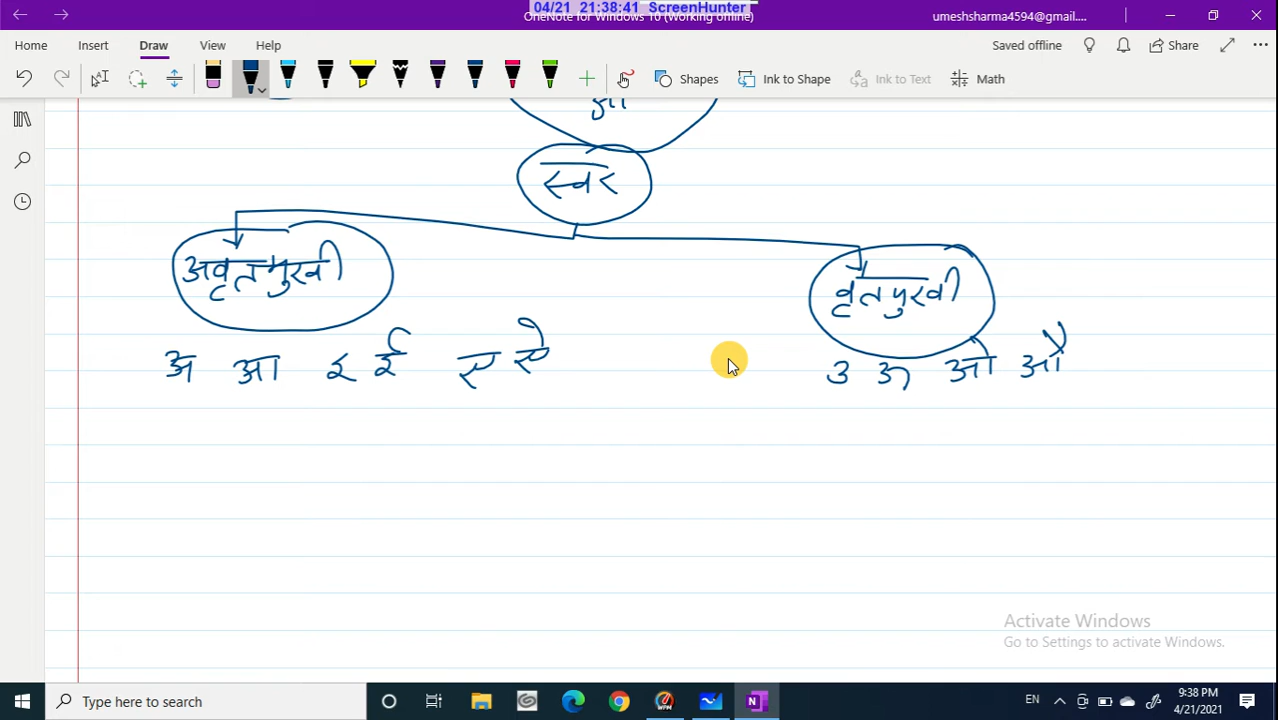 04/21 21:38:41 ScreenHunter
OneNote for Windows 10 (Working offline)
umeshsharma4594@gmail....
Home Insert Draw View Help
Saved offline Share
Shapes Ink to Shape Ink to Text Math
स्वर
अवृतमुखी वृतमुखी
अ आ इ ई ए ऐ उ ऊ ओ औ
Activate Windows
Go to Settings to activate Windows.
Type here to search
EN
9:38 PM
4/21/2021